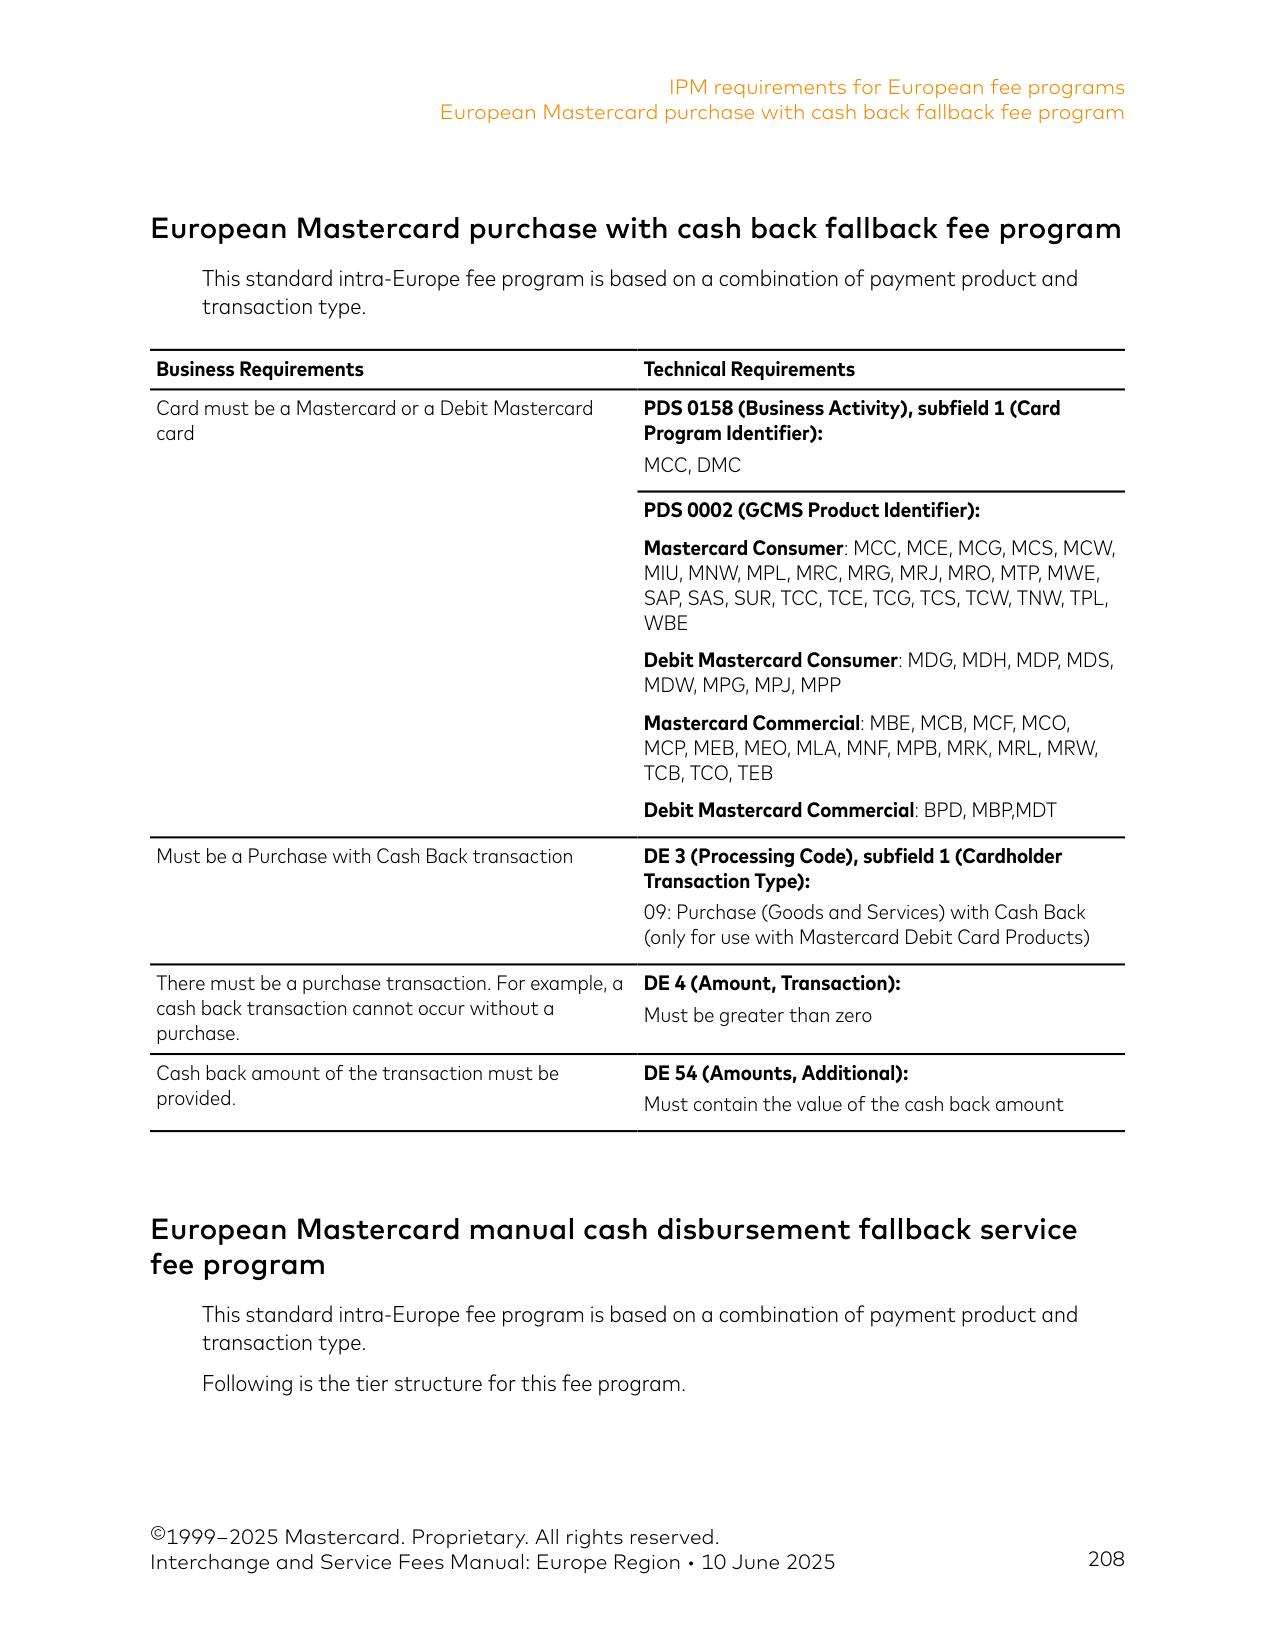 IPM requirements for European fee programs
European Mastercard purchase with cash back fallback fee program
European Mastercard purchase with cash back fallback fee program
This standard intra-Europe fee program is based on a combination of payment product and
transaction type.
Business Requirements
Technical Requirements
Card must be a Mastercard or a Debit Mastercard
card
PDS 0158 (Business Activity), subfield 1 (Card
Program Identifier):
MCC, DMC
PDS 0002 (GCMS Product Identifier):
Mastercard Consumer: MCC, MCE, MCG, MCS, MCW,
MIU, MNW, MPL, MRC, MRG, MRJ, MRO, MTP, MWE,
SAP, SAS, SUR, TCC, TCE, TCG, TCS, TCW, TNW, TPL,
WBE
Debit Mastercard Consumer: MDG, MDH, MDP, MDS,
MDW, MPG, MPJ, MPP
Mastercard Commercial: MBE, MCB, MCF, MCO,
MCP, MEB, MEO, MLA, MNF, MPB, MRK, MRL, MRW,
TCB, TCO, TEB
Debit Mastercard Commercial: BPD, MBP,MDT
Must be a Purchase with Cash Back transaction
DE 3 (Processing Code), subfield 1 (Cardholder
Transaction Type):
09: Purchase (Goods and Services) with Cash Back
(only for use with Mastercard Debit Card Products)
There must be a purchase transaction. For example, a
cash back transaction cannot occur without a
purchase.
DE 4 (Amount, Transaction):
Must be greater than zero
Cash back amount of the transaction must be
provided.
DE 54 (Amounts, Additional):
Must contain the value of the cash back amount
European Mastercard manual cash disbursement fallback service
fee program
This standard intra-Europe fee program is based on a combination of payment product and
transaction type.
Following is the tier structure for this fee program.
©1999–2025 Mastercard. Proprietary. All rights reserved.
Interchange and Service Fees Manual: Europe Region • 10 June 2025
208